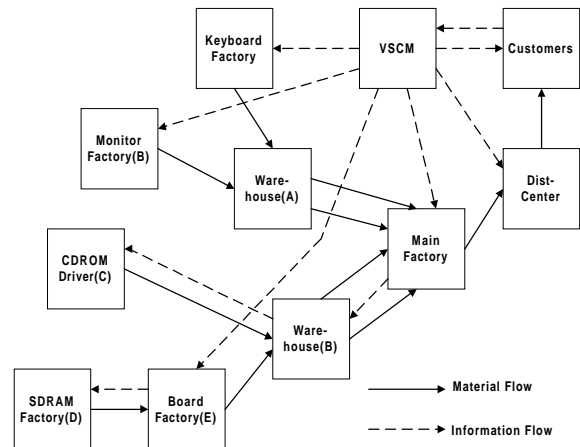 Keyboard
Factory
VSCM
Customers
Monitor
Factory(B)
Ware-
house(A)
Dist-
Center
Main
Factory
CDROM
Driver(C)
Ware-
house(B)
SDRAM
Factory(D)
Board
Factory(E)
Material Flow
Information Flow